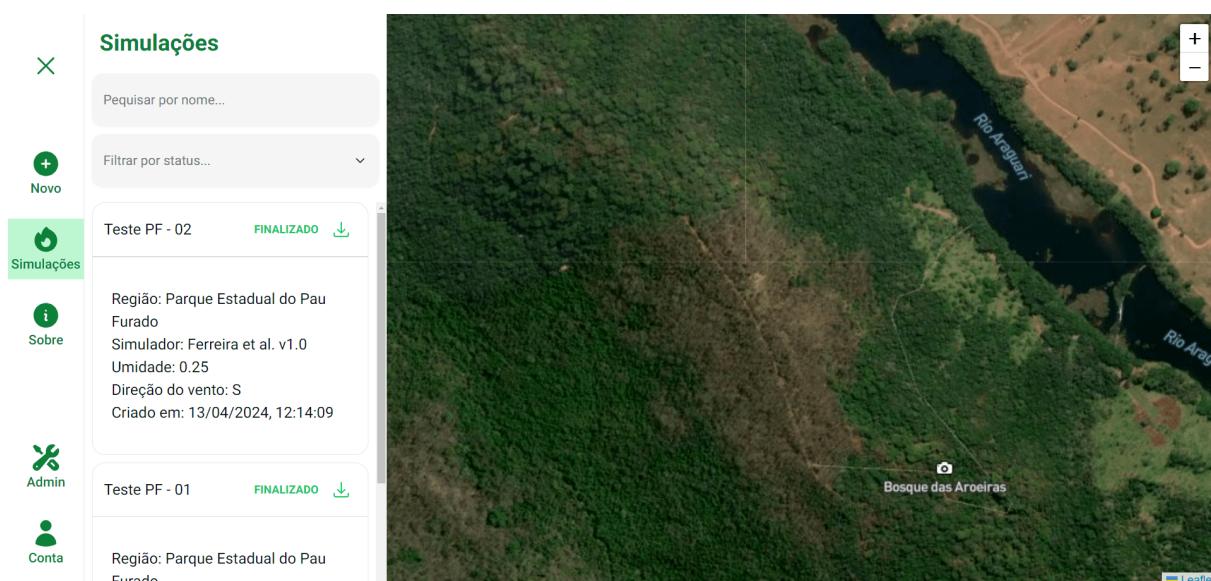 Simulações
Pequisar por nome...
Filtrar por status...
Novo
Simulações
Sobre
Admin
Conta
Teste PF - 02 FINALIZADO
Região: Parque Estadual do Pau
Furado
Simulador: Ferreira et al. v1.0
Umidade: 0.25
Direção do vento: S
Criado em: 13/04/2024, 12:14:09
Teste PF - 01 FINALIZADO
Região: Parque Estadual do Pau
Furado
+
−
Rio Araguari
Rio Arag
Bosque das Aroeiras
Leafle